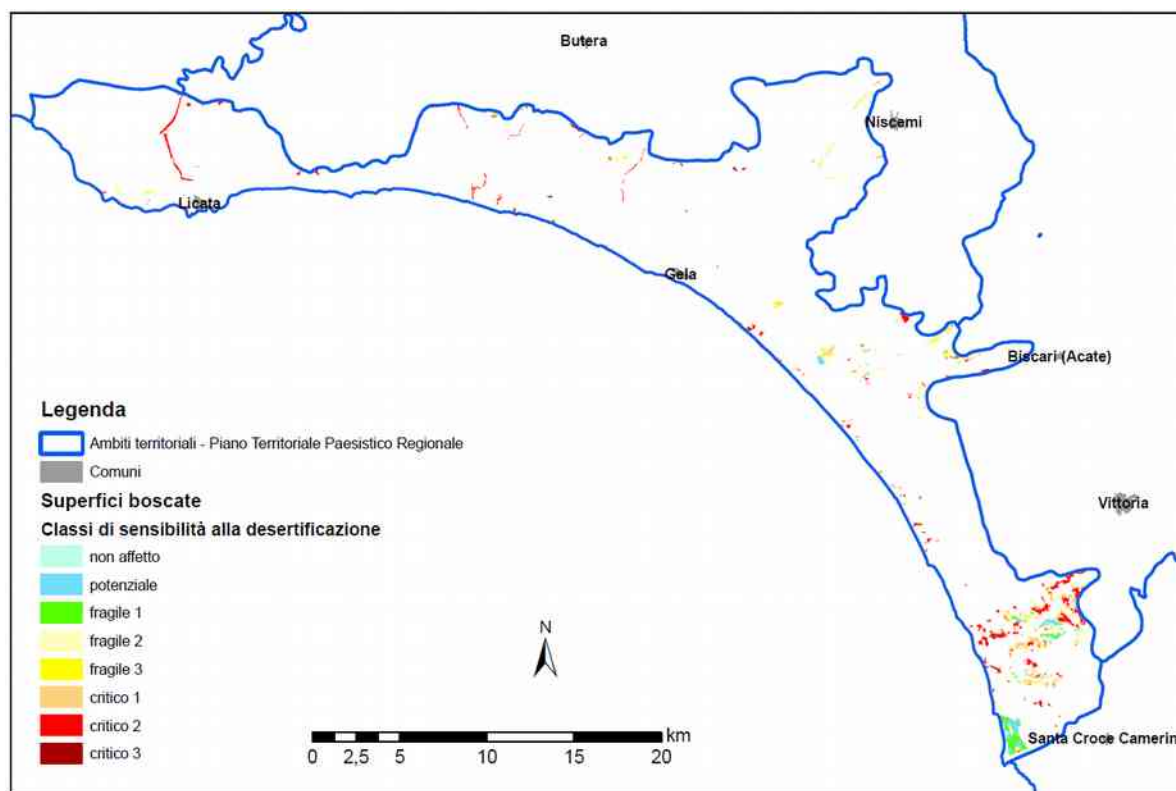 Butera
Niscemi
Licata
Gela
Biscari (Acate)
Legenda
Ambiti territoriali - Piano Territoriale Paesistico Regionale
Comuni
Superfici boscate
Classi di sensibilità alla desertificazione
non affetto
potenziale
fragile 1
fragile 2
fragile 3
critico 1
critico 2
critico 3
Vittoria
N
km
0 2,5 5 10 15 20
Santa Croce Camerin